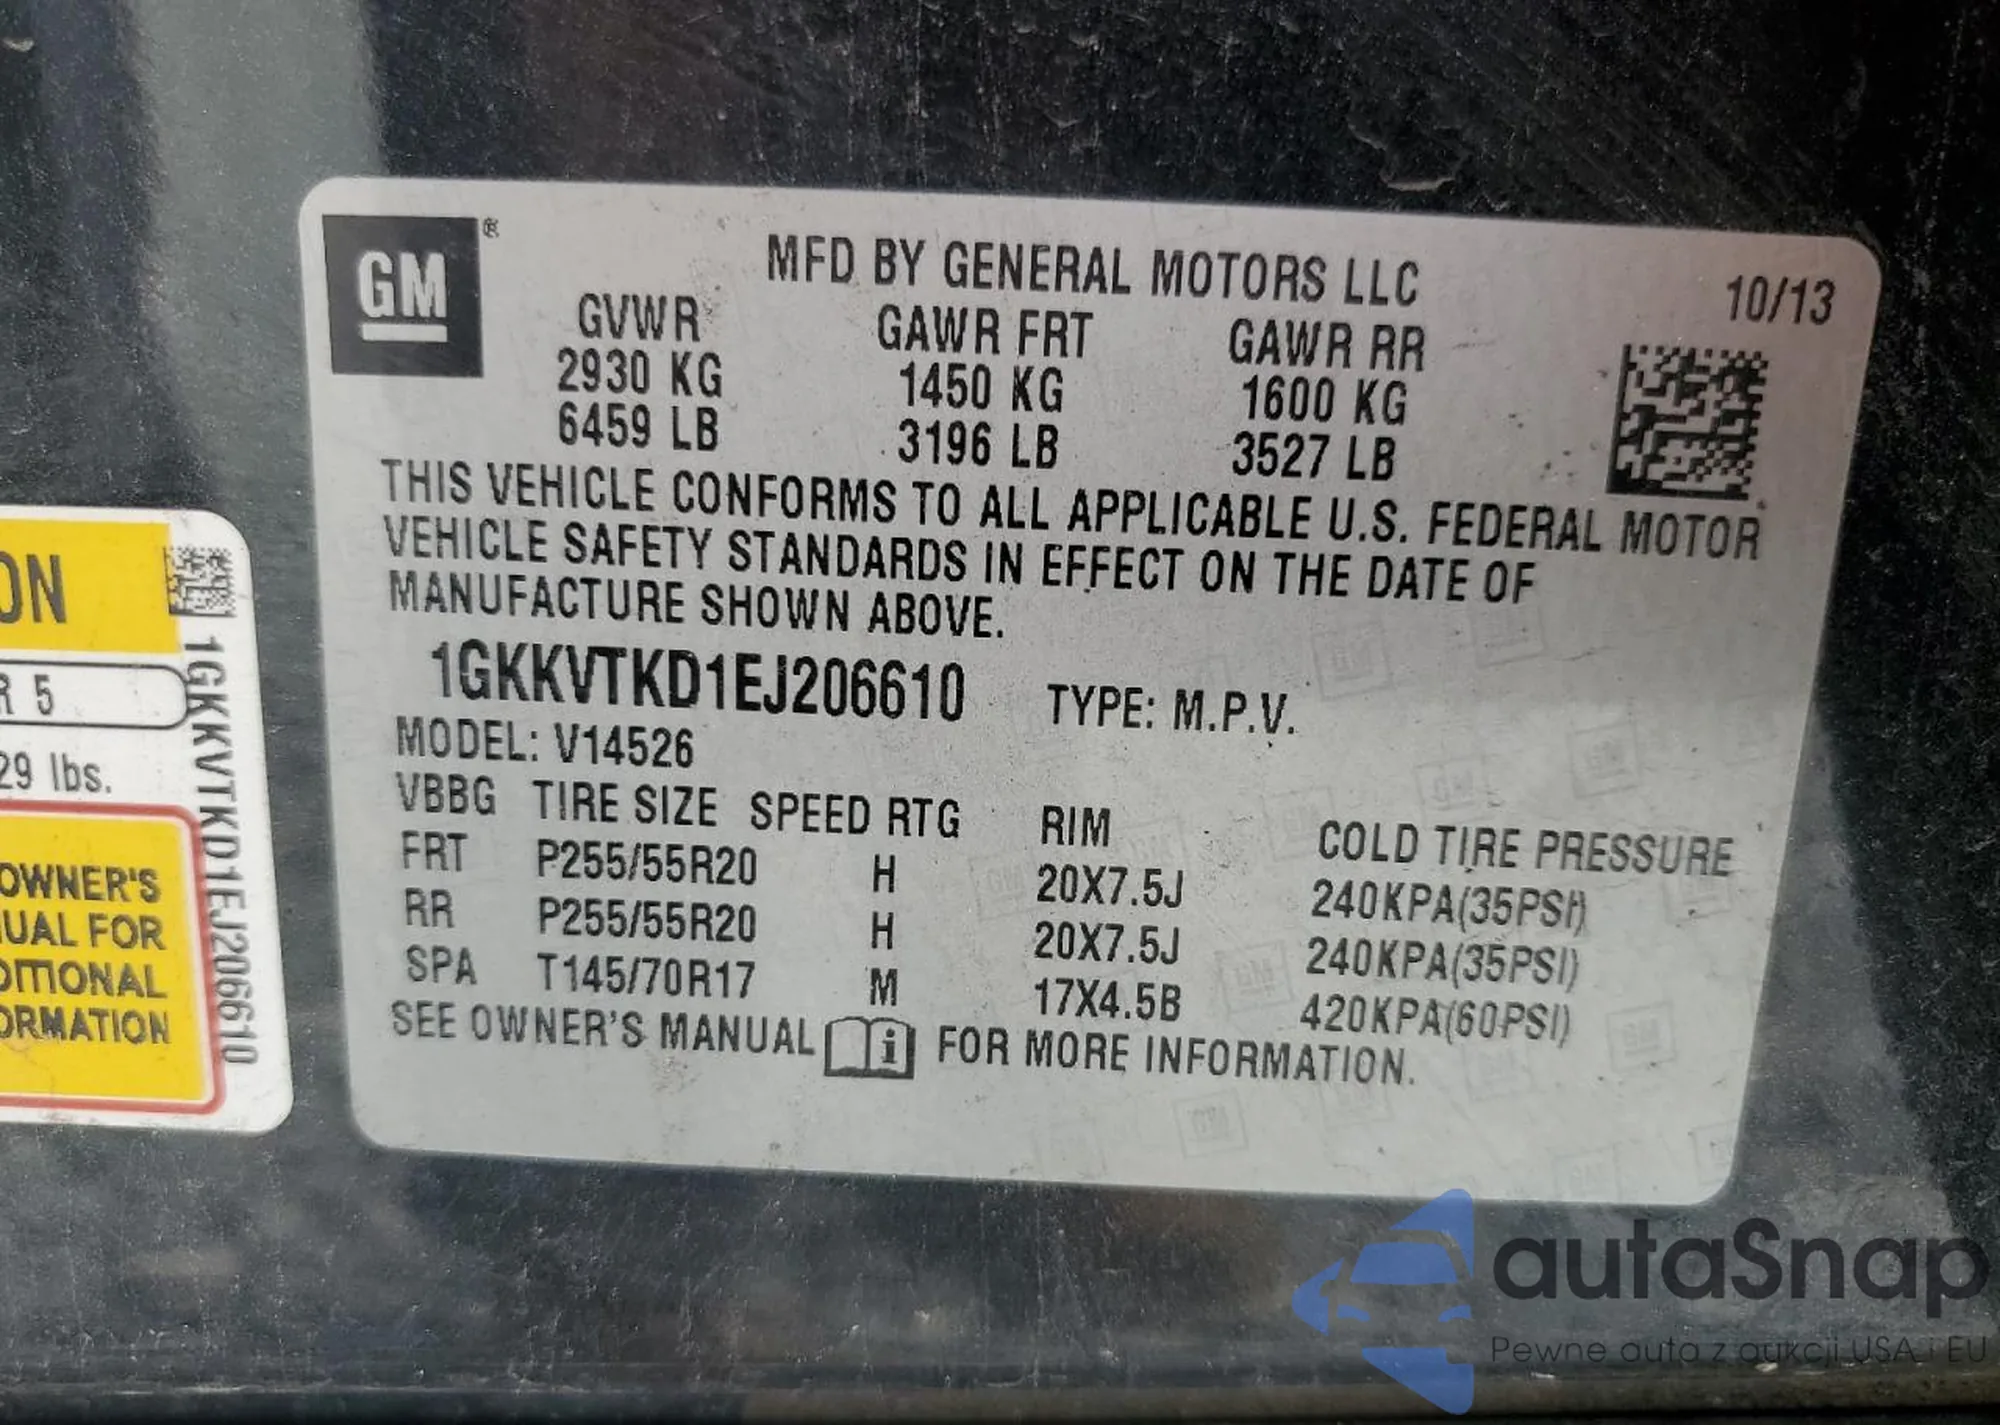 GM ®
MFD BY GENERAL MOTORS LLC
10/13
GVWR GAWR FRT GAWR RR
2930 KG 1450 KG 1600 KG
6459 LB 3196 LB 3527 LB
THIS VEHICLE CONFORMS TO ALL APPLICABLE U.S. FEDERAL MOTOR
VEHICLE SAFETY STANDARDS IN EFFECT ON THE DATE OF
MANUFACTURE SHOWN ABOVE.
1GKKVTKD1EJ206610 TYPE: M.P.V.
MODEL: V14526
VBBG TIRE SIZE SPEED RTG RIM COLD TIRE PRESSURE
FRT P255/55R20 H 20X7.5J 240KPA(35PSI)
RR P255/55R20 H 20X7.5J 240KPA(35PSI)
SPA T145/70R17 M 17X4.5B 420KPA(60PSI)
SEE OWNER'S MANUAL i FOR MORE INFORMATION.
ON
R 5
29 lbs.
OWNER'S
UAL FOR
DITIONAL
ORMATION
1GKKVTKD1EJ206610
autaSnap
Pewne auta z aukcji USA i EU